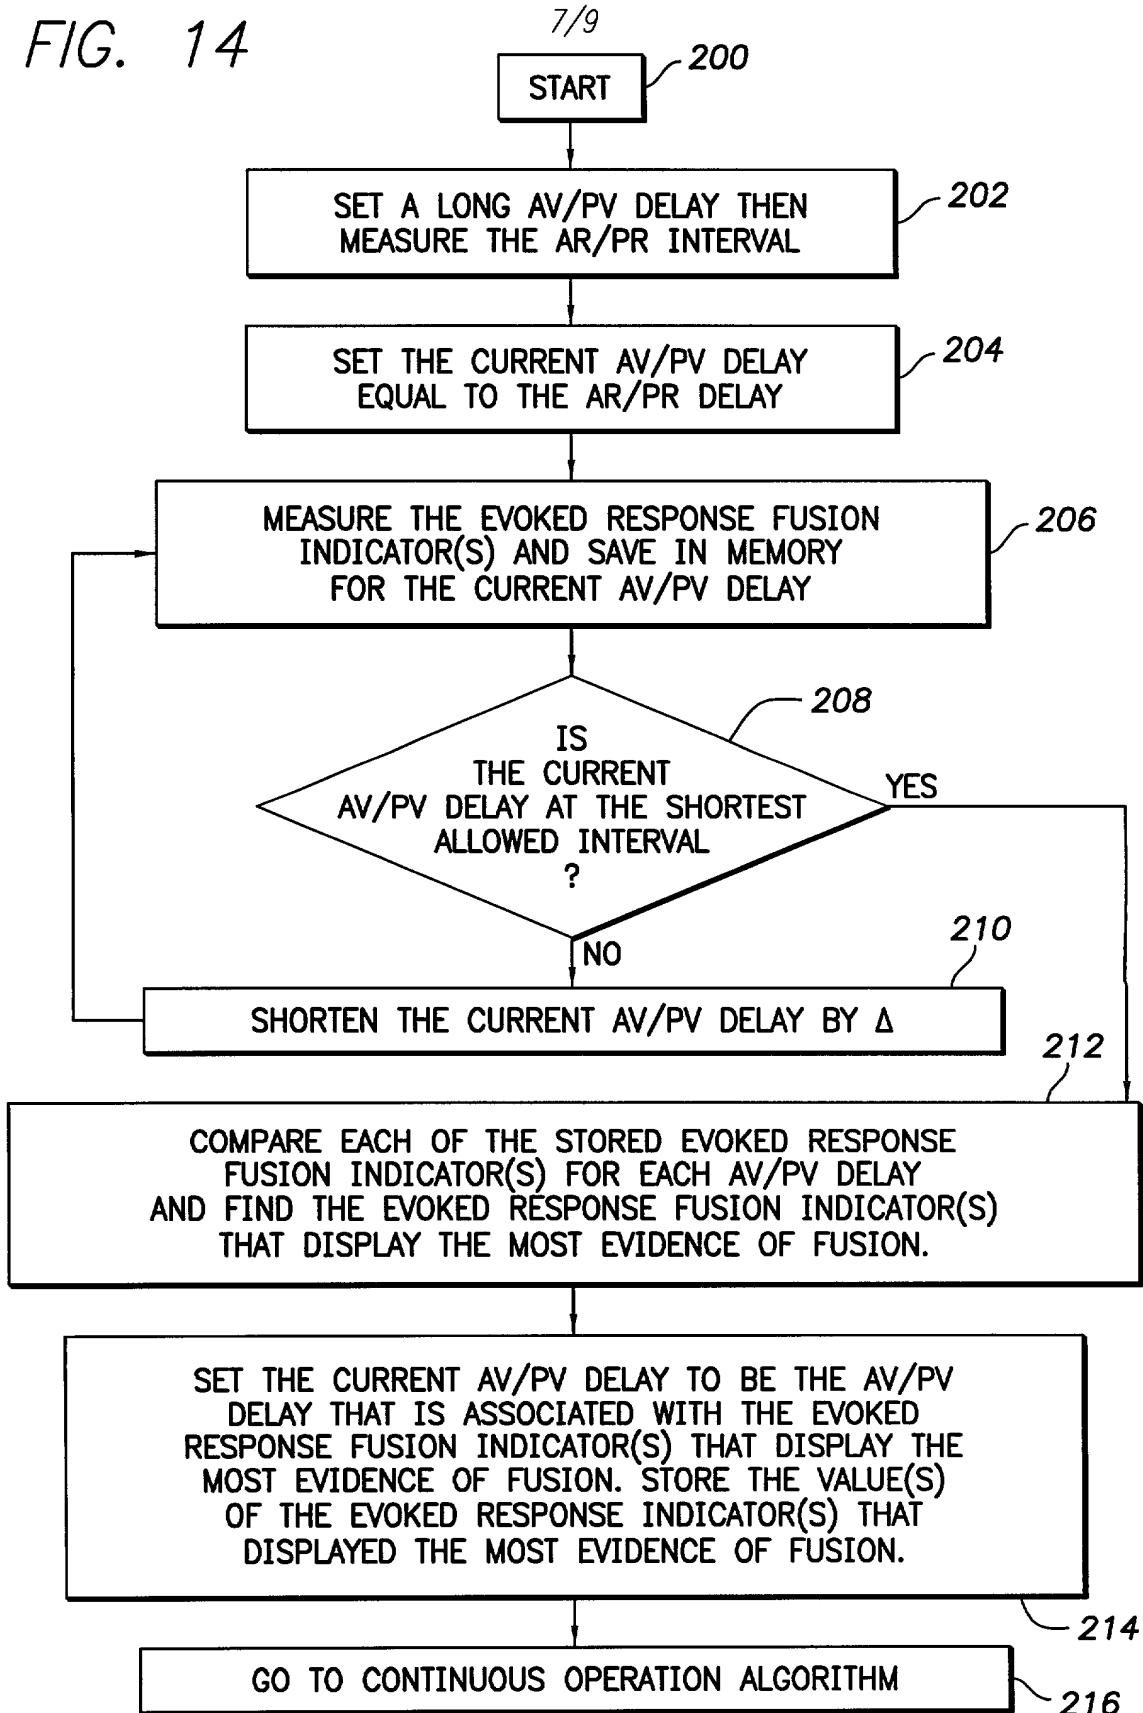 FIG. 14
7/9
START
200
SET A LONG AV/PV DELAY THEN
MEASURE THE AR/PR INTERVAL
202
SET THE CURRENT AV/PV DELAY
EQUAL TO THE AR/PR DELAY
204
MEASURE THE EVOKED RESPONSE FUSION
INDICATOR(S) AND SAVE IN MEMORY
FOR THE CURRENT AV/PV DELAY
206
208
IS
THE CURRENT
AV/PV DELAY AT THE SHORTEST
ALLOWED INTERVAL
?
YES
NO
210
SHORTEN THE CURRENT AV/PV DELAY BY Δ
212
COMPARE EACH OF THE STORED EVOKED RESPONSE
FUSION INDICATOR(S) FOR EACH AV/PV DELAY
AND FIND THE EVOKED RESPONSE FUSION INDICATOR(S)
THAT DISPLAY THE MOST EVIDENCE OF FUSION.
SET THE CURRENT AV/PV DELAY TO BE THE AV/PV
DELAY THAT IS ASSOCIATED WITH THE EVOKED
RESPONSE FUSION INDICATOR(S) THAT DISPLAY THE
MOST EVIDENCE OF FUSION. STORE THE VALUE(S)
OF THE EVOKED RESPONSE INDICATOR(S) THAT
DISPLAYED THE MOST EVIDENCE OF FUSION.
214
GO TO CONTINUOUS OPERATION ALGORITHM
216